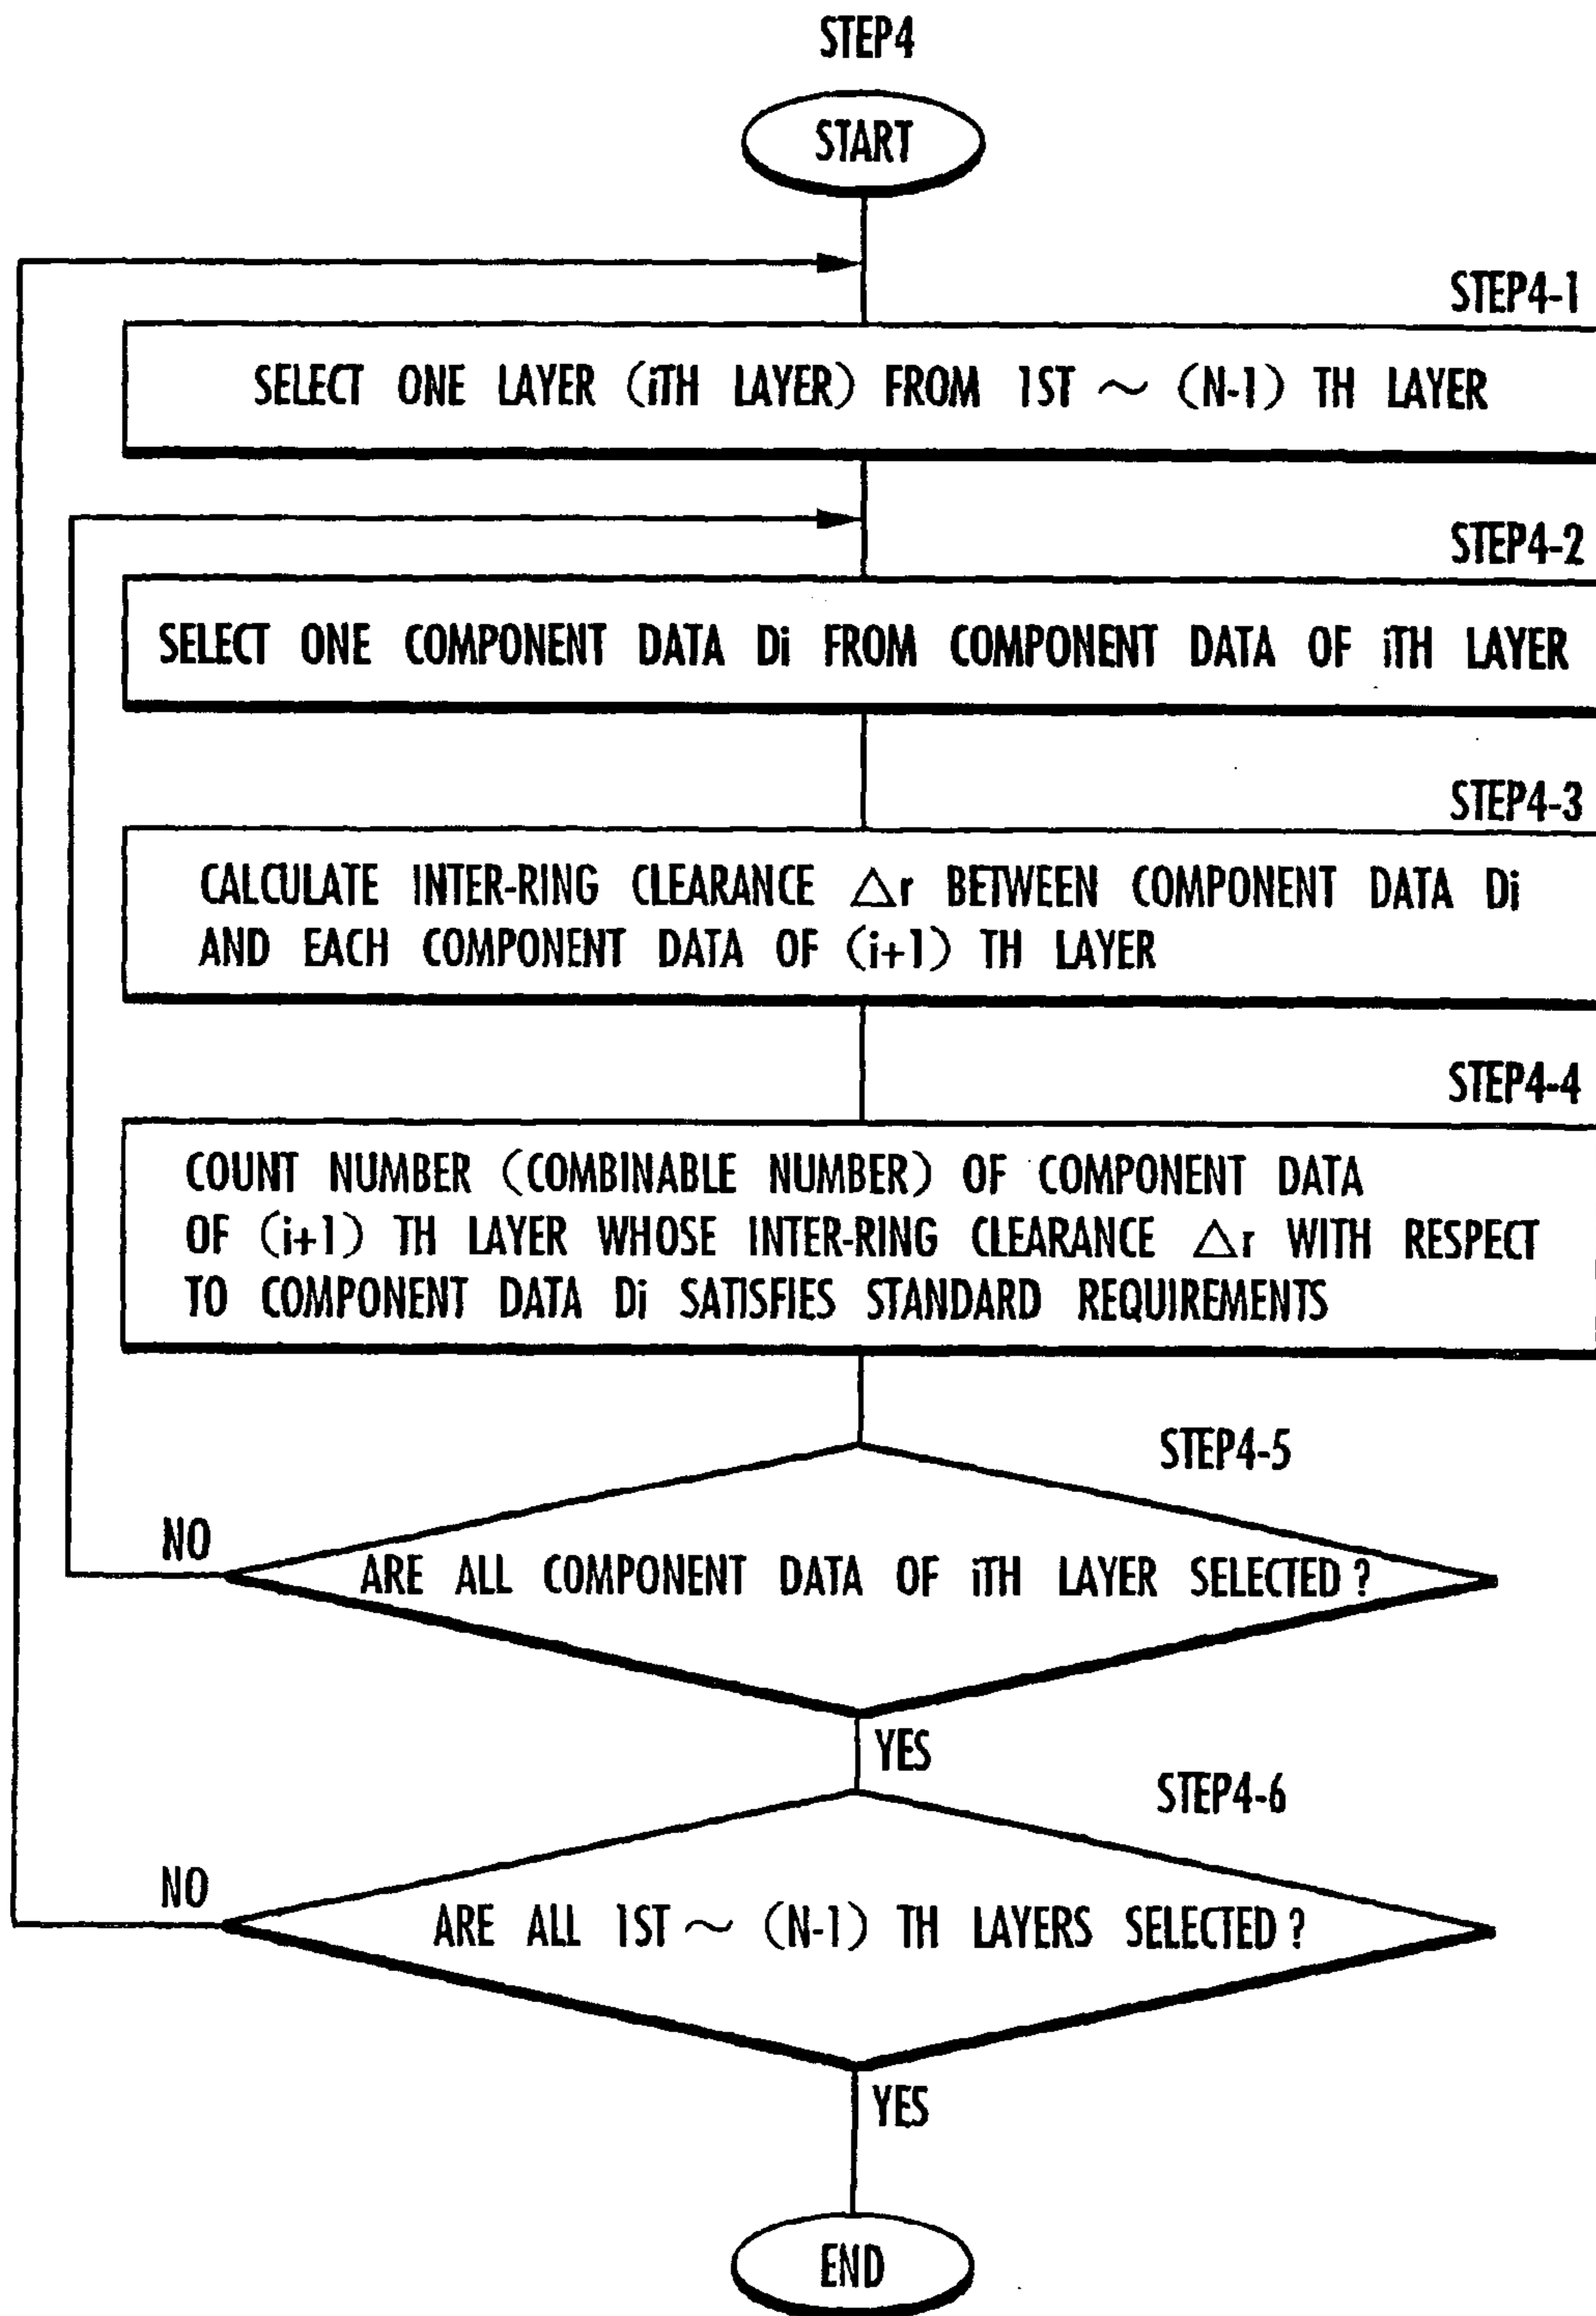 STEP4
START
STEP4-1
SELECT ONE LAYER (iTH LAYER) FROM 1ST ~ (N-1) TH LAYER
STEP4-2
SELECT ONE COMPONENT DATA Di FROM COMPONENT DATA OF iTH LAYER
STEP4-3
CALCULATE INTER-RING CLEARANCE △r BETWEEN COMPONENT DATA Di
AND EACH COMPONENT DATA OF (i+1) TH LAYER
STEP4-4
COUNT NUMBER (COMBINABLE NUMBER) OF COMPONENT DATA
OF (i+1) TH LAYER WHOSE INTER-RING CLEARANCE △r WITH RESPECT
TO COMPONENT DATA Di SATISFIES STANDARD REQUIREMENTS
STEP4-5
NO
ARE ALL COMPONENT DATA OF iTH LAYER SELECTED?
YES
STEP4-6
NO
ARE ALL 1ST ~ (N-1) TH LAYERS SELECTED?
YES
END